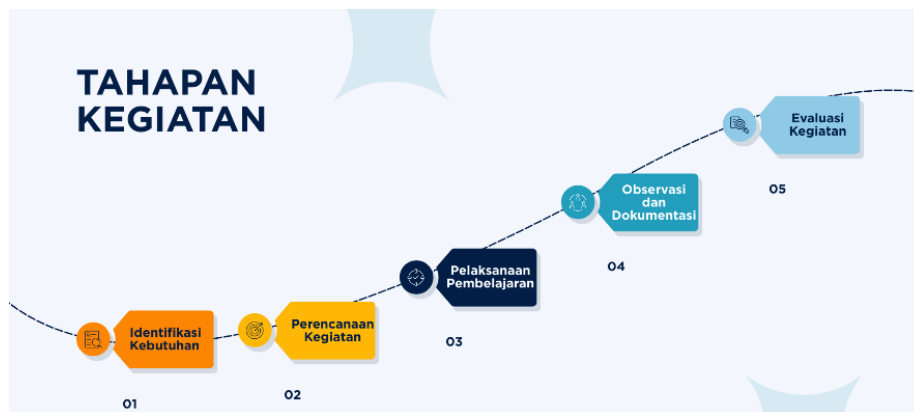 TAHAPAN
KEGIATAN
Identifikasi
Kebutuhan
01
Perencanaan
Kegiatan
02
Pelaksanaan
Pembelajaran
03
Observasi
dan
Dokumentasi
04
Evaluasi
Kegiatan
05